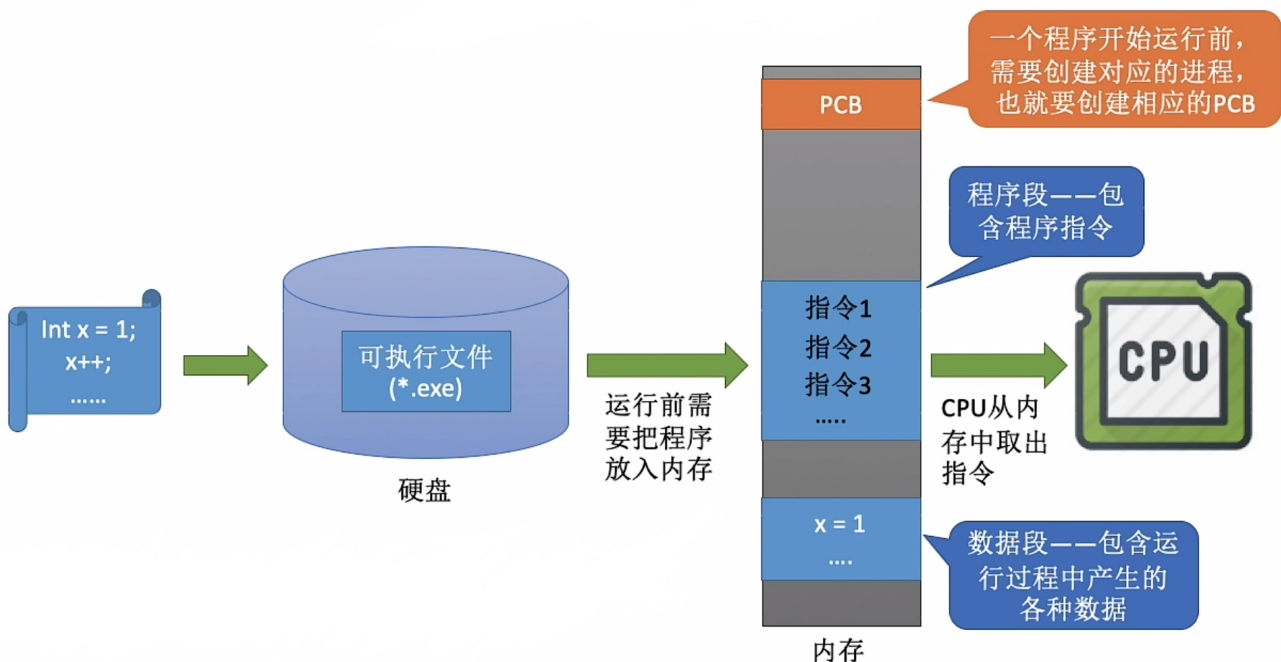 Int x = 1;
x++;
……
可执行文件
(*.exe)
硬盘
运行前需
要把程序
放入内存
PCB
指令1
指令2
指令3
…..
x = 1
….
内存
一个程序开始运行前，
需要创建对应的进程，
也就要创建相应的PCB
程序段——包
含程序指令
CPU从内
存中取出
指令
CPU
数据段——包含运
行过程中产生的
各种数据